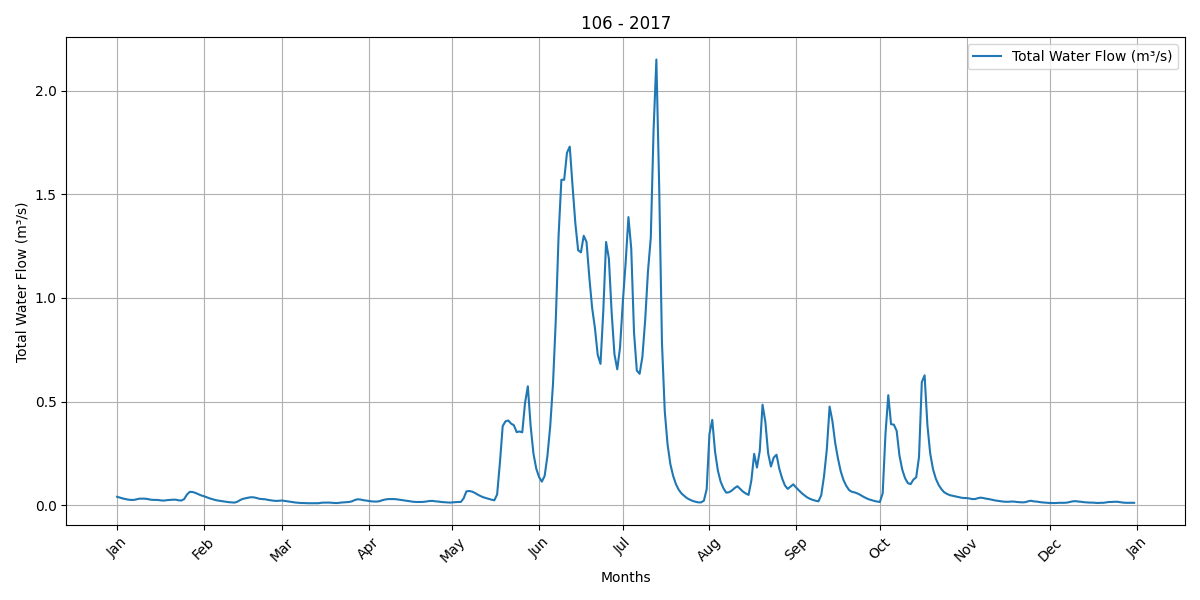 106 - 2017
Total Water Flow (m³/s)
Total Water Flow (m³/s)
2.0
1.5
1.0
0.5
0.0
Jan Feb Mar Apr May Jun Jul Aug Sep Oct Nov Dec Jan
Months